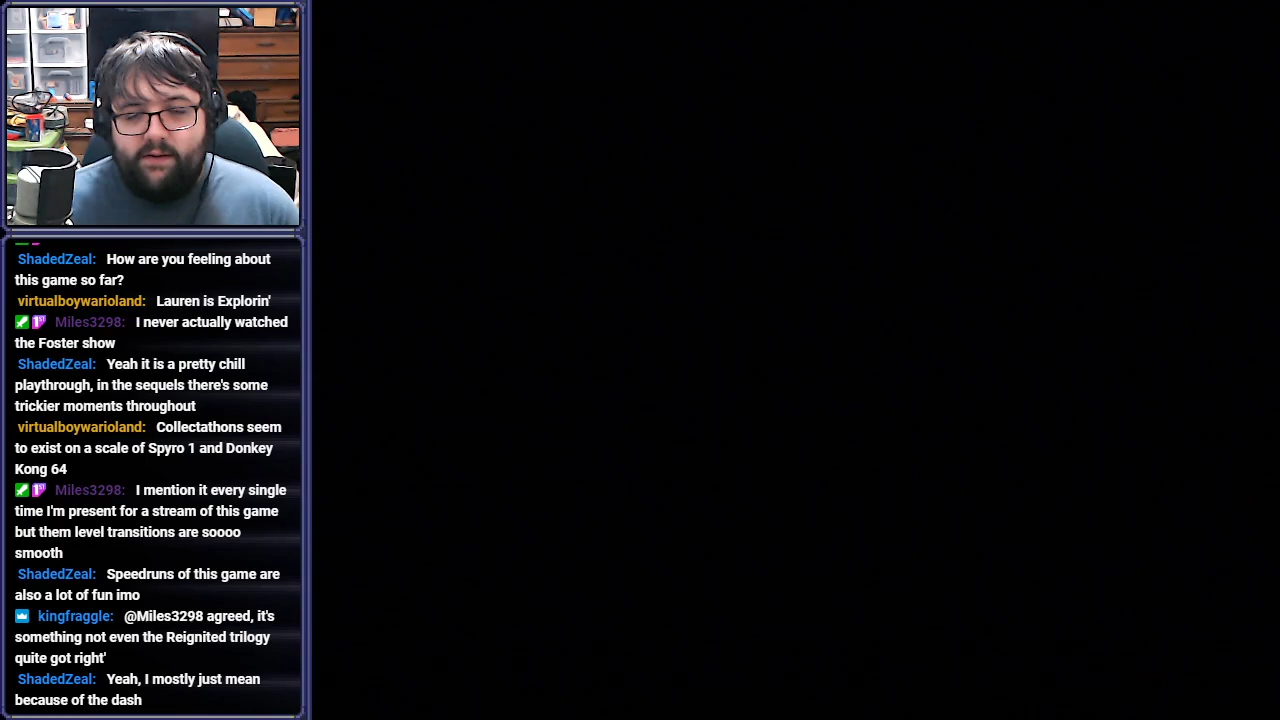 ShadedZeal: How are you feeling about
this game so far?
virtualboywarioland: Lauren is Explorin'
Miles3298: I never actually watched
the Foster show
ShadedZeal: Yeah it is a pretty chill
playthrough, in the sequels there's some
trickier moments throughout
virtualboywarioland: Collectathons seem
to exist on a scale of Spyro 1 and Donkey
Kong 64
Miles3298: I mention it every single
time I'm present for a stream of this game
but them level transitions are soooo
smooth
ShadedZeal: Speedruns of this game are
also a lot of fun imo
kingfraggle: @Miles3298 agreed, it's
something not even the Reignited trilogy
quite got right'
ShadedZeal: Yeah, I mostly just mean
because of the dash